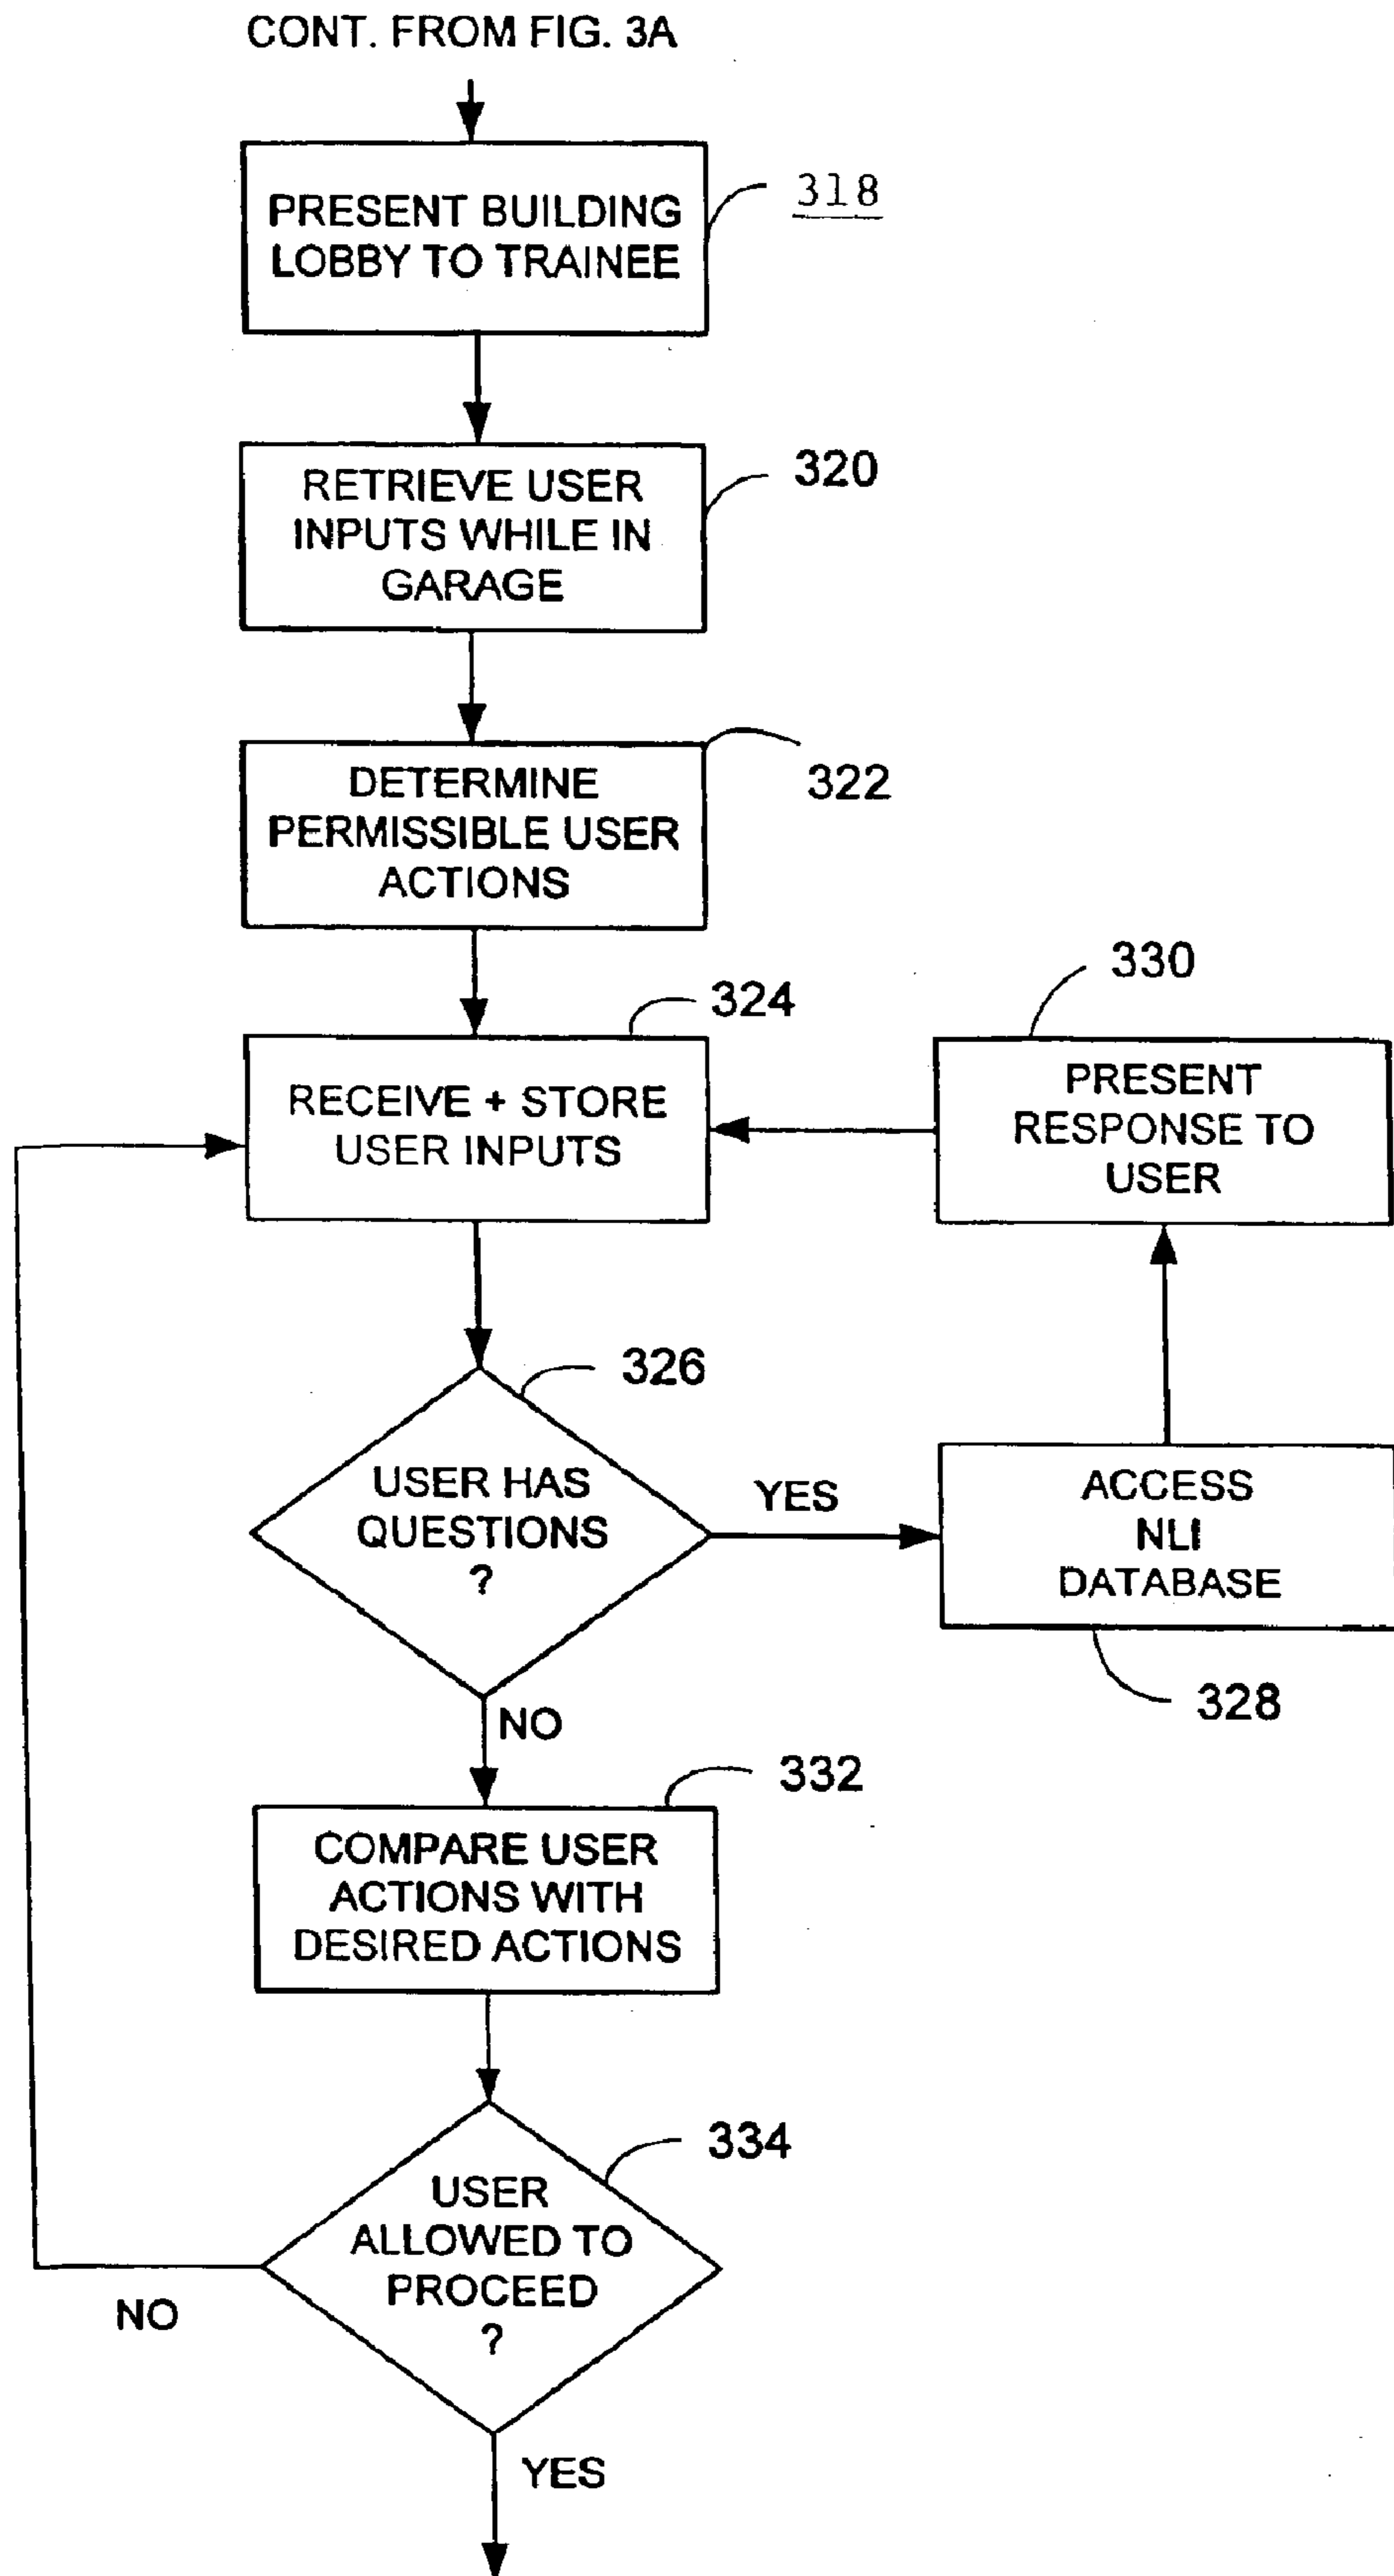 CONT. FROM FIG. 3A
PRESENT BUILDING
LOBBY TO TRAINEE
318
RETRIEVE USER
INPUTS WHILE IN
GARAGE
320
DETERMINE
PERMISSIBLE USER
ACTIONS
322
RECEIVE + STORE
USER INPUTS
324
PRESENT
RESPONSE TO
USER
330
USER HAS
QUESTIONS
?
326
YES
ACCESS
NLI
DATABASE
328
NO
COMPARE USER
ACTIONS WITH
DESIRED ACTIONS
332
USER
ALLOWED TO
PROCEED
?
334
NO
YES